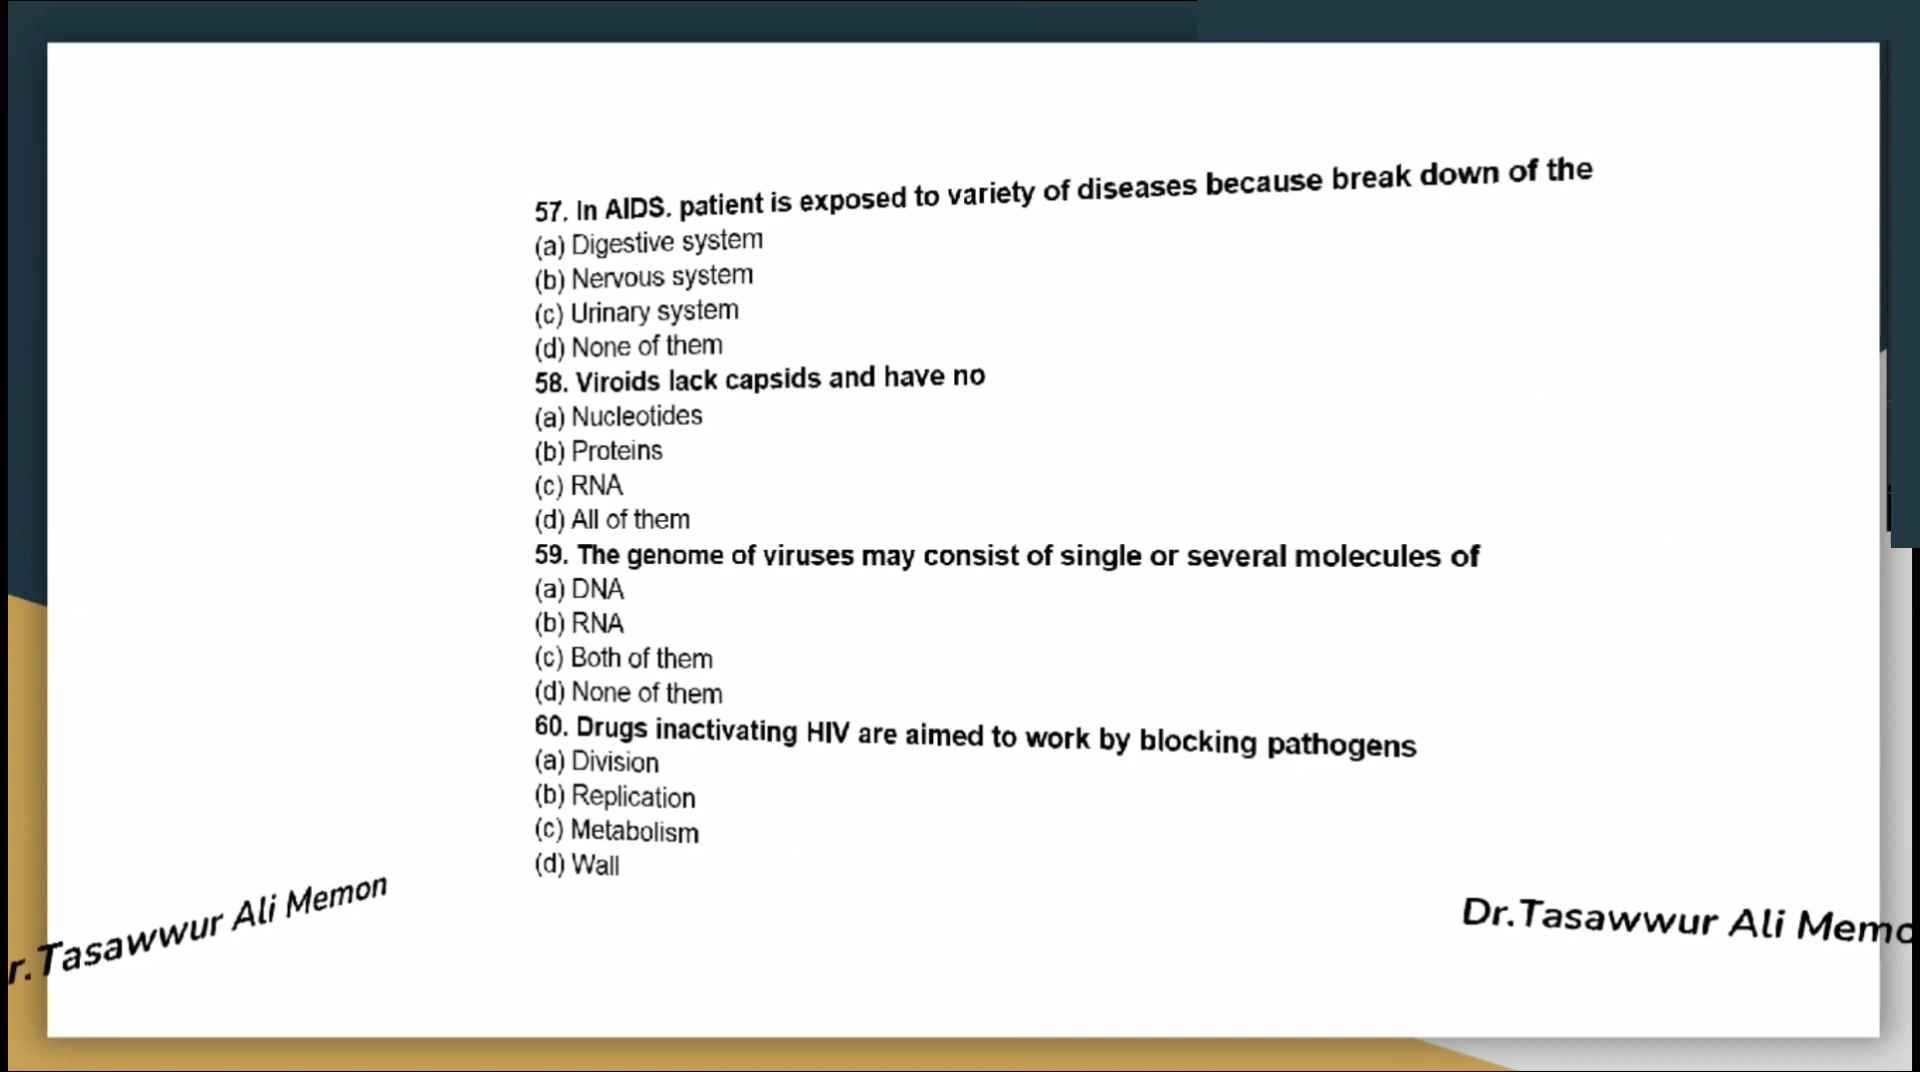 57. In AIDS. patient is exposed to variety of diseases because break down of the
(a) Digestive system
(b) Nervous system
(c) Urinary system
(d) None of them
58. Viroids lack capsids and have no
(a) Nucleotides
(b) Proteins
(c) RNA
(d) All of them
59. The genome of viruses may consist of single or several molecules of
(a) DNA
(b) RNA
(c) Both of them
(d) None of them
60. Drugs inactivating HIV are aimed to work by blocking pathogens
(a) Division
(b) Replication
(c) Metabolism
(d) Wall
r.Tasawwur Ali Memon
Dr.Tasawwur Ali Memo